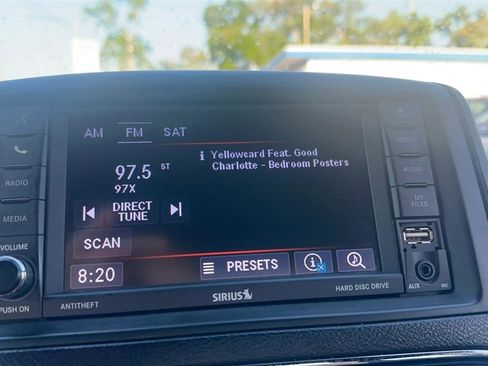 AM FM SAT
97.5 ST
97X
i Yellowcard Feat. Good
Charlotte - Bedroom Posters
DIRECT
TUNE
SCAN
8:20
PRESETS
RADIO
MEDIA
VOLUME
PUSH ON
ANTITHEFT
SIRIUS
HARD DISC DRIVE
MENU
AUDIO
MY
FILES
AUX